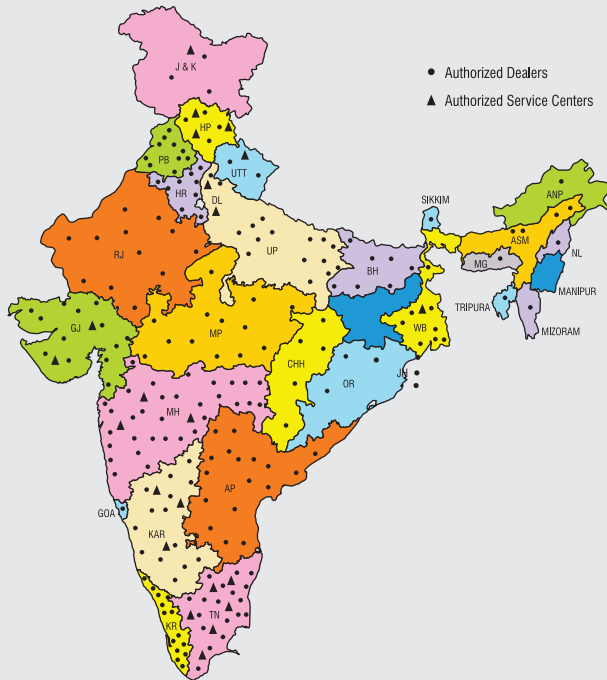 J & K
Authorized Dealers
Authorized Service Centers
HP
PB
UTT
HR
DL
SIKKIM
ANP
RJ
UP
BH
ASM
NL
MG
MANIPUR
TRIPURA
MIZORAM
GJ
MP
WB
CHH
OR
JH
MH
AP
GOA
KAR
TN
KR